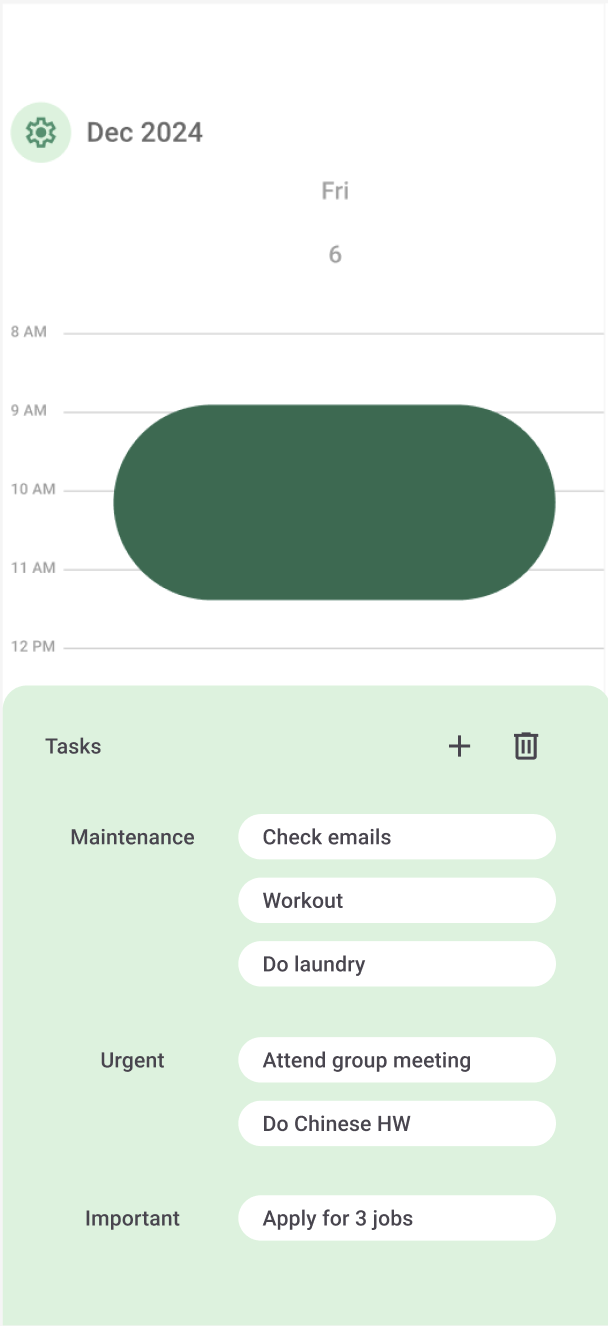 Dec 2024
Fri
6
8 AM
9 AM
10 AM
11 AM
12 PM
Tasks
Maintenance
Check emails
Workout
Do laundry
Urgent
Attend group meeting
Do Chinese HW
Important
Apply for 3 jobs